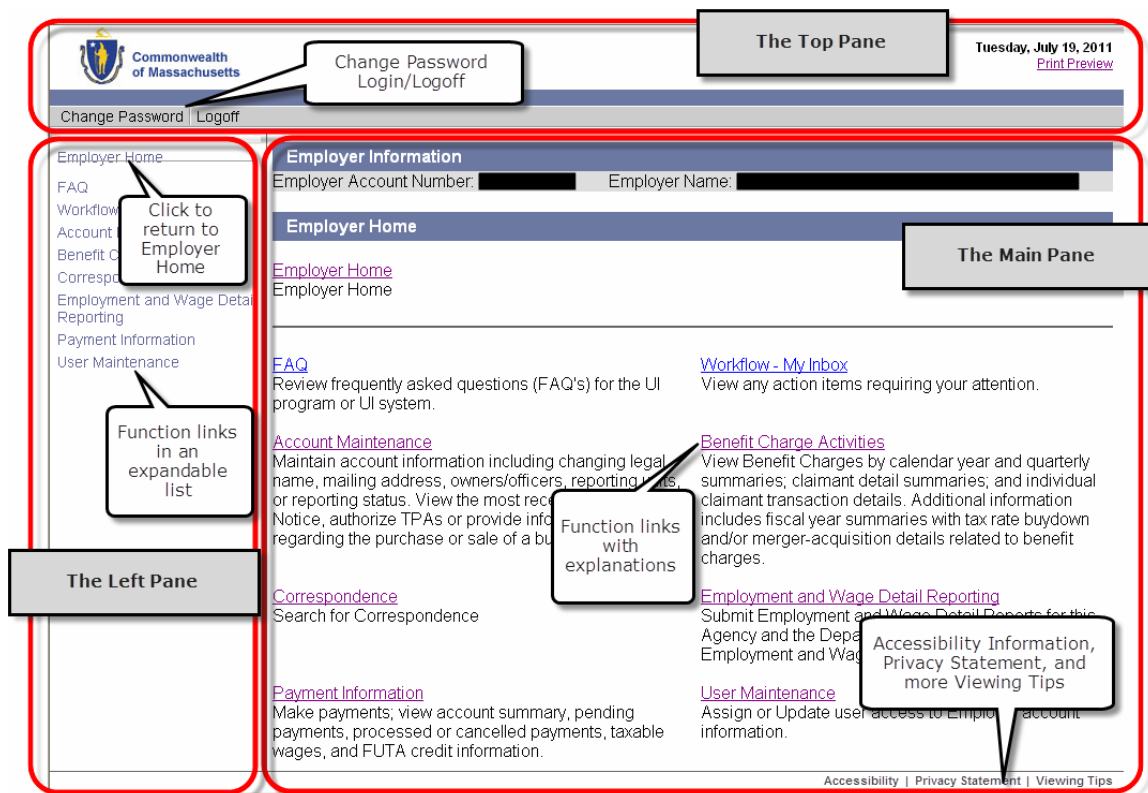 The Top Pane
Commonwealth
of Massachusetts
Change Password
Login/Logoff
Tuesday, July 19, 2011
Print Preview
Change Password | Logoff
Employer Home
FAQ
Workflow
Account
Benefit C
Corresp
Employment and Wage Detai
Reporting
Payment Information
User Maintenance
Click to
return to
Employer
Home
Function links
in an
expandable
list
The Left Pane
Employer Information
Employer Account Number: Employer Name:
Employer Home
The Main Pane
Employer Home
Employer Home
FAQ
Review frequently asked questions (FAQ's) for the UI
program or UI system.
Workflow - My Inbox
View any action items requiring your attention.
Account Maintenance
Maintain account information including changing legal
name, mailing address, owners/officers, reporting
or reporting status. View the most rece
Notice, authorize TPAs or provide info
regarding the purchase or sale of a bu
Benefit Charge Activities
View Benefit Charges by calendar year and quarterly
summaries; claimant detail summaries; and individual
claimant transaction details. Additional information
includes fiscal year summaries with tax rate buydown
and/or merger-acquisition details related to benefit
charges.
Function links
with
explanations
Correspondence
Search for Correspondence
Employment and Wage Detail Reporting
Submit Employment and Wage Detail Reports for this
Agency and the Depa
Employment and Wag
Accessibility Information,
Privacy Statement, and
more Viewing Tips
Payment Information
Make payments; view account summary, pending
payments, processed or cancelled payments, taxable
wages, and FUTA credit information.
User Maintenance
Assign or Update user access to Employer account
information.
Accessibility | Privacy Statement | Viewing Tips